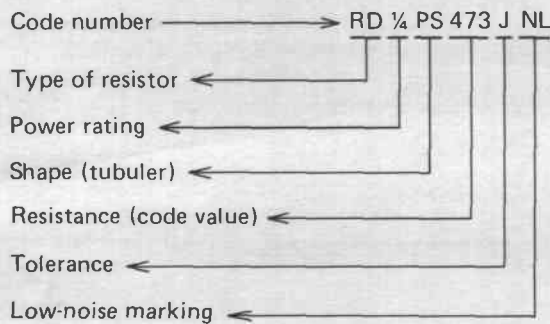 Code number RD ¼ PS 473 J NL
Type of resistor
Power rating
Shape (tubuler)
Resistance (code value)
Tolerance
Low-noise marking